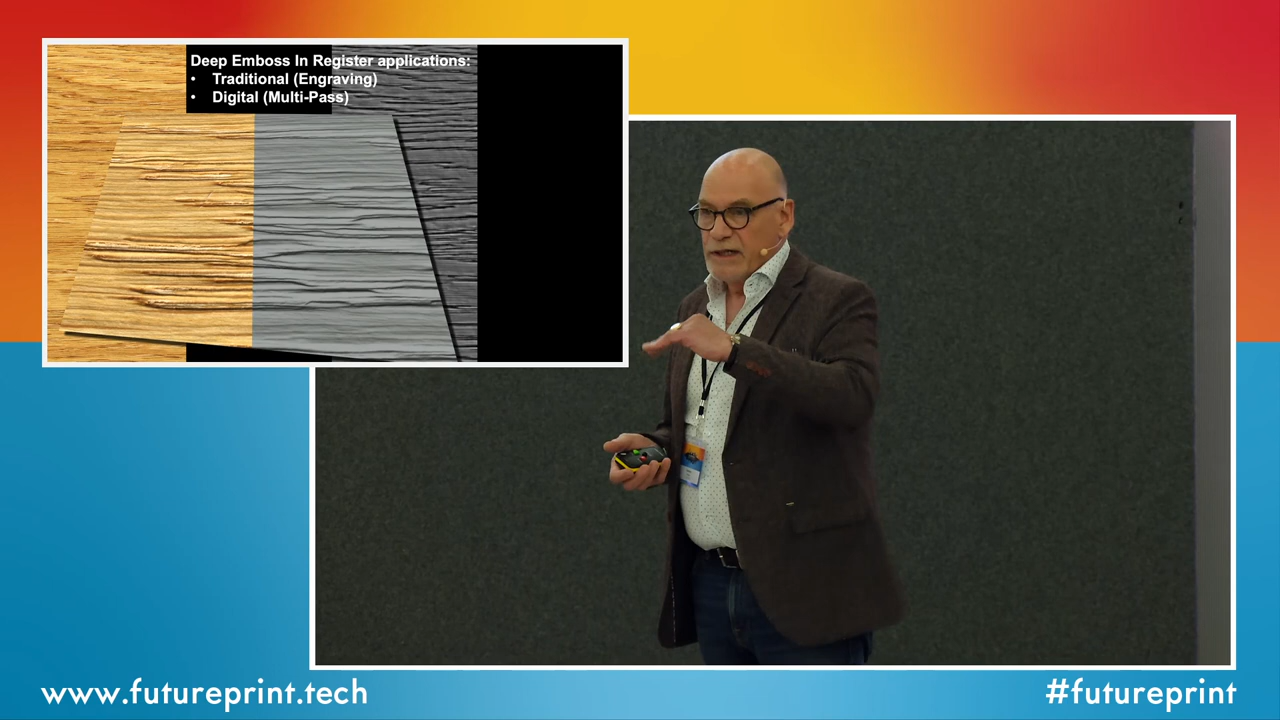 Deep Emboss In Register applications:
• Traditional (Engraving)
• Digital (Multi-Pass)
www.futureprint.tech
#futureprint